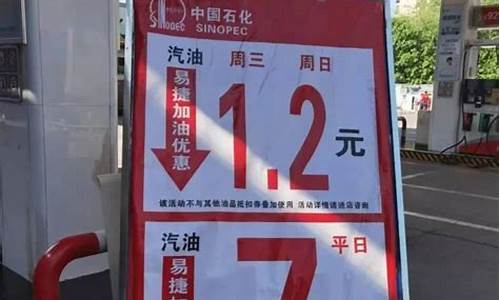 中国石化
SINOPEC
汽油 周三 周日
易捷加油优惠
1.2元
该活动不与其他油品抵扣券叠加使用 活动详情请进店咨询
汽油 平日
易捷加